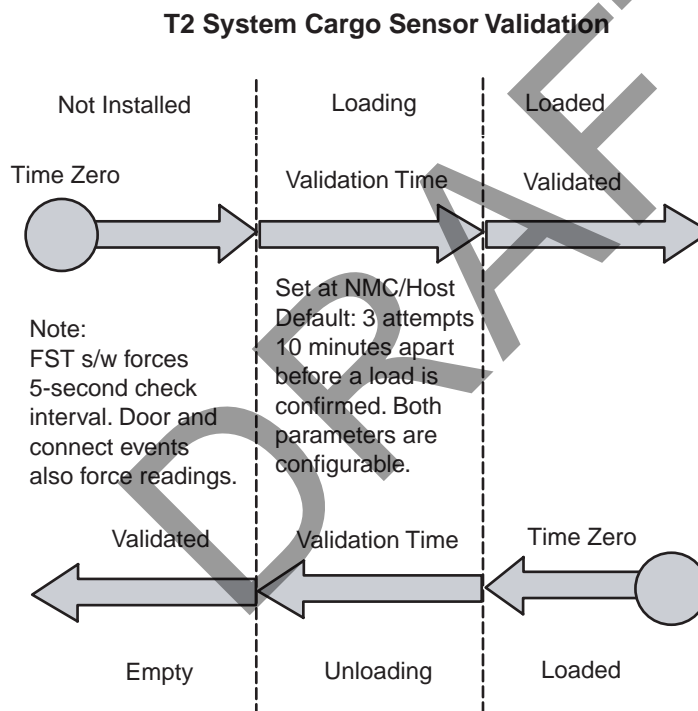 T2 System Cargo Sensor Validation
Not Installed
Loading
Loaded
Time Zero
Validation Time
Validated
Note:
FST s/w forces
5-second check
interval. Door and
connect events
also force readings.
Set at NMC/Host
Default: 3 attempts
10 minutes apart
before a load is
confirmed. Both
parameters are
configurable.
Validated
Validation Time
Time Zero
Empty
Unloading
Loaded
DRAFT